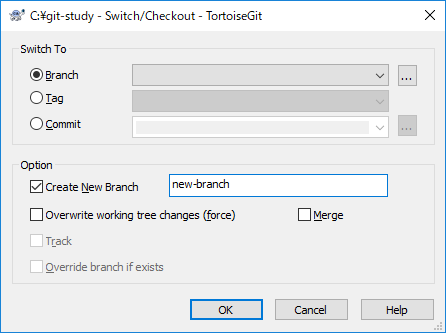 C:¥git-study - Switch/Checkout - TortoiseGit
Switch To
Branch
...
Tag
Commit
...
Option
Create New Branch new-branch
Overwrite working tree changes (force) Merge
Track
Override branch if exists
OK Cancel Help